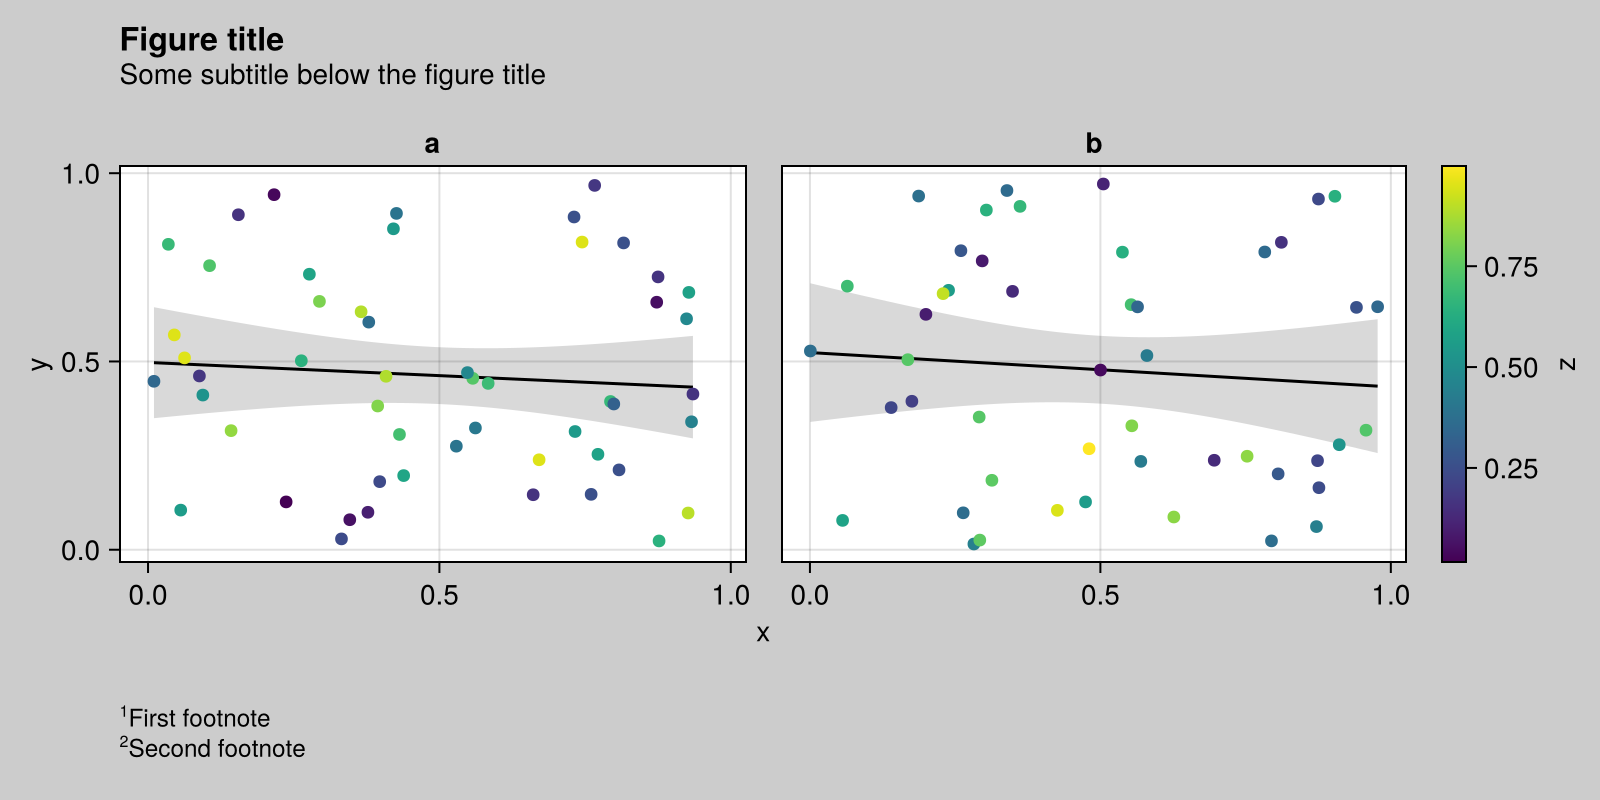 Figure title
Some subtitle below the figure title
a
b
1.0
0.5
0.0
y
0.0
0.5
1.0
0.0
0.5
1.0
x
0.75
0.50
0.25
z
¹First footnote
²Second footnote